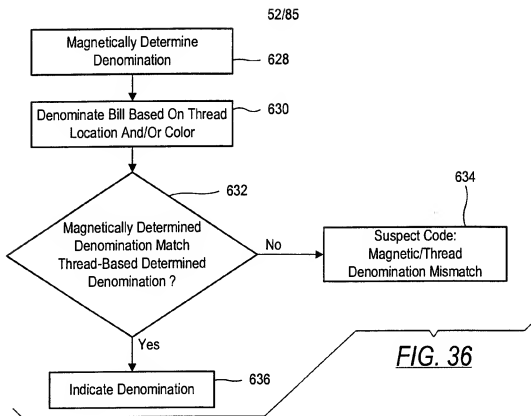 52/85
Magnetically Determine
Denomination
628
Denominate Bill Based On Thread
Location And/Or Color
630
632
Magnetically Determined
Denomination Match
Thread-Based Determined
Denomination ?
No
634
Suspect Code:
Magnetic/Thread
Denomination Mismatch
Yes
Indicate Denomination
636
FIG. 36